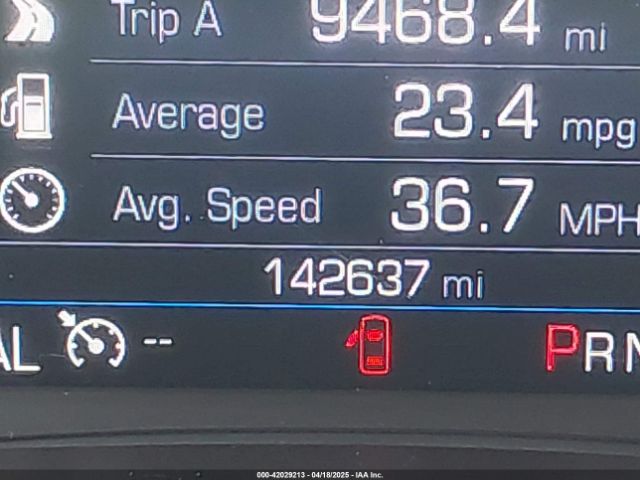 Trip A 9468.4 mi
Average 23.4 mpg
Avg. Speed 36.7 MPH
142637 mi
AL -- PRN
000-42029213 - 04/18/2025 - IAA Inc.